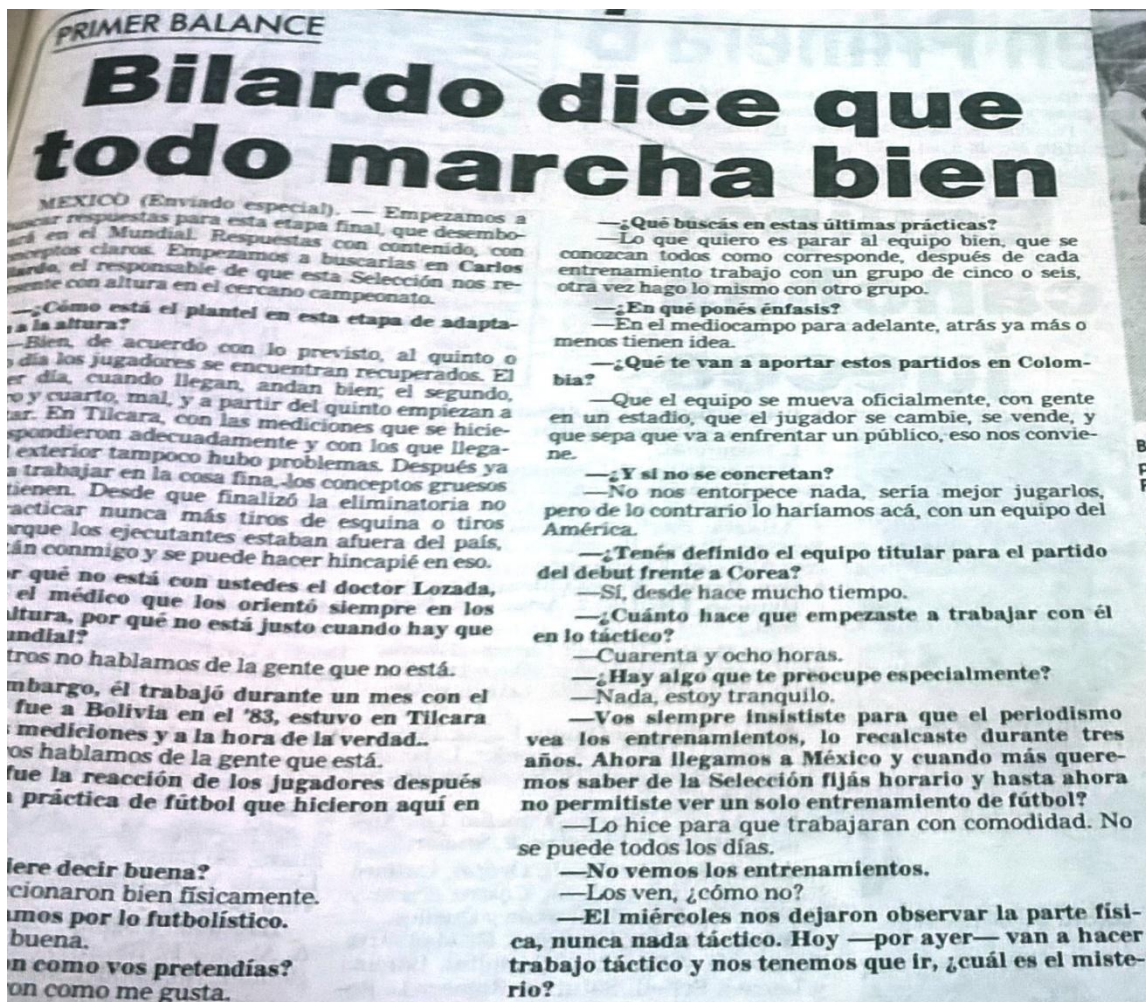 PRIMER BALANCE
Bilardo dice que
todo marcha bien
MEXICO (Enviado especial). — Empezamos a
respuestas para esta etapa final, que desembo-
en el Mundial. Respuestas con contenido, con
claros. Empezamos a buscarlas en Carlos
el responsable de que esta Selección nos re-
con altura en el cercano campeonato.
—¿Cómo está el plantel en esta etapa de adapta-
a la altura?
—Bien, de acuerdo con lo previsto, al quinto o
día los jugadores se encuentran recuperados. El
día, cuando llegan, andan bien; el segundo,
y cuarto, mal, y a partir del quinto empiezan a
En Tilcara, con las mediciones que se hicie-
adecuadamente y con los que llega-
exterior tampoco hubo problemas. Después ya
trabajar en la cosa fina, los conceptos gruesos
Desde que finalizó la eliminatoria no
nunca más tiros de esquina o tiros
los ejecutantes estaban afuera del país,
conmigo y se puede hacer hincapié en eso.
qué no está con ustedes el doctor Lozada,
el médico que los orientó siempre en los
por qué no está justo cuando hay que
no hablamos de la gente que no está.
él trabajó durante un mes con el
fue a Bolivia en el '83, estuvo en Tilcara
mediciones y a la hora de la verdad...
hablamos de la gente que está.
fue la reacción de los jugadores después
práctica de fútbol que hicieron aquí en
decir buena?
bien físicamente.
por lo futbolístico.
buena.
como vos pretendías?
como me gusta.
—¿Qué buscás en estas últimas prácticas?
—Lo que quiero es parar al equipo bien, que se
conozcan todos como corresponde, después de cada
entrenamiento trabajo con un grupo de cinco o seis,
otra vez hago lo mismo con otro grupo.
—¿En qué ponés énfasis?
—En el mediocampo para adelante, atrás ya más o
menos tienen idea.
—¿Qué te van a aportar estos partidos en Colom-
bia?
—Que el equipo se mueva oficialmente, con gente
en un estadio, que el jugador se cambie, se vende, y
que sepa que va a enfrentar un público, eso nos convie-
ne.
—¿Y si no se concretan?
—No nos entorpece nada, sería mejor jugarlos,
pero de lo contrario lo haríamos acá, con un equipo del
América.
—¿Tenés definido el equipo titular para el partido
del debut frente a Corea?
—Sí, desde hace mucho tiempo.
—¿Cuánto hace que empezaste a trabajar con él
en lo táctico?
—Cuarenta y ocho horas.
—¿Hay algo que te preocupe especialmente?
—Nada, estoy tranquilo.
—Vos siempre insististe para que el periodismo
vea los entrenamientos, lo recalcaste durante tres
años. Ahora llegamos a México y cuando más quere-
mos saber de la Selección fijás horario y hasta ahora
no permitiste ver un solo entrenamiento de fútbol?
—Lo hice para que trabajaran con comodidad. No
se puede todos los días.
—No vemos los entrenamientos.
—Los ven, ¿cómo no?
—El miércoles nos dejaron observar la parte físi-
ca, nunca nada táctico. Hoy —por ayer— van a hacer
trabajo táctico y nos tenemos que ir, ¿cuál es el miste-
rio?